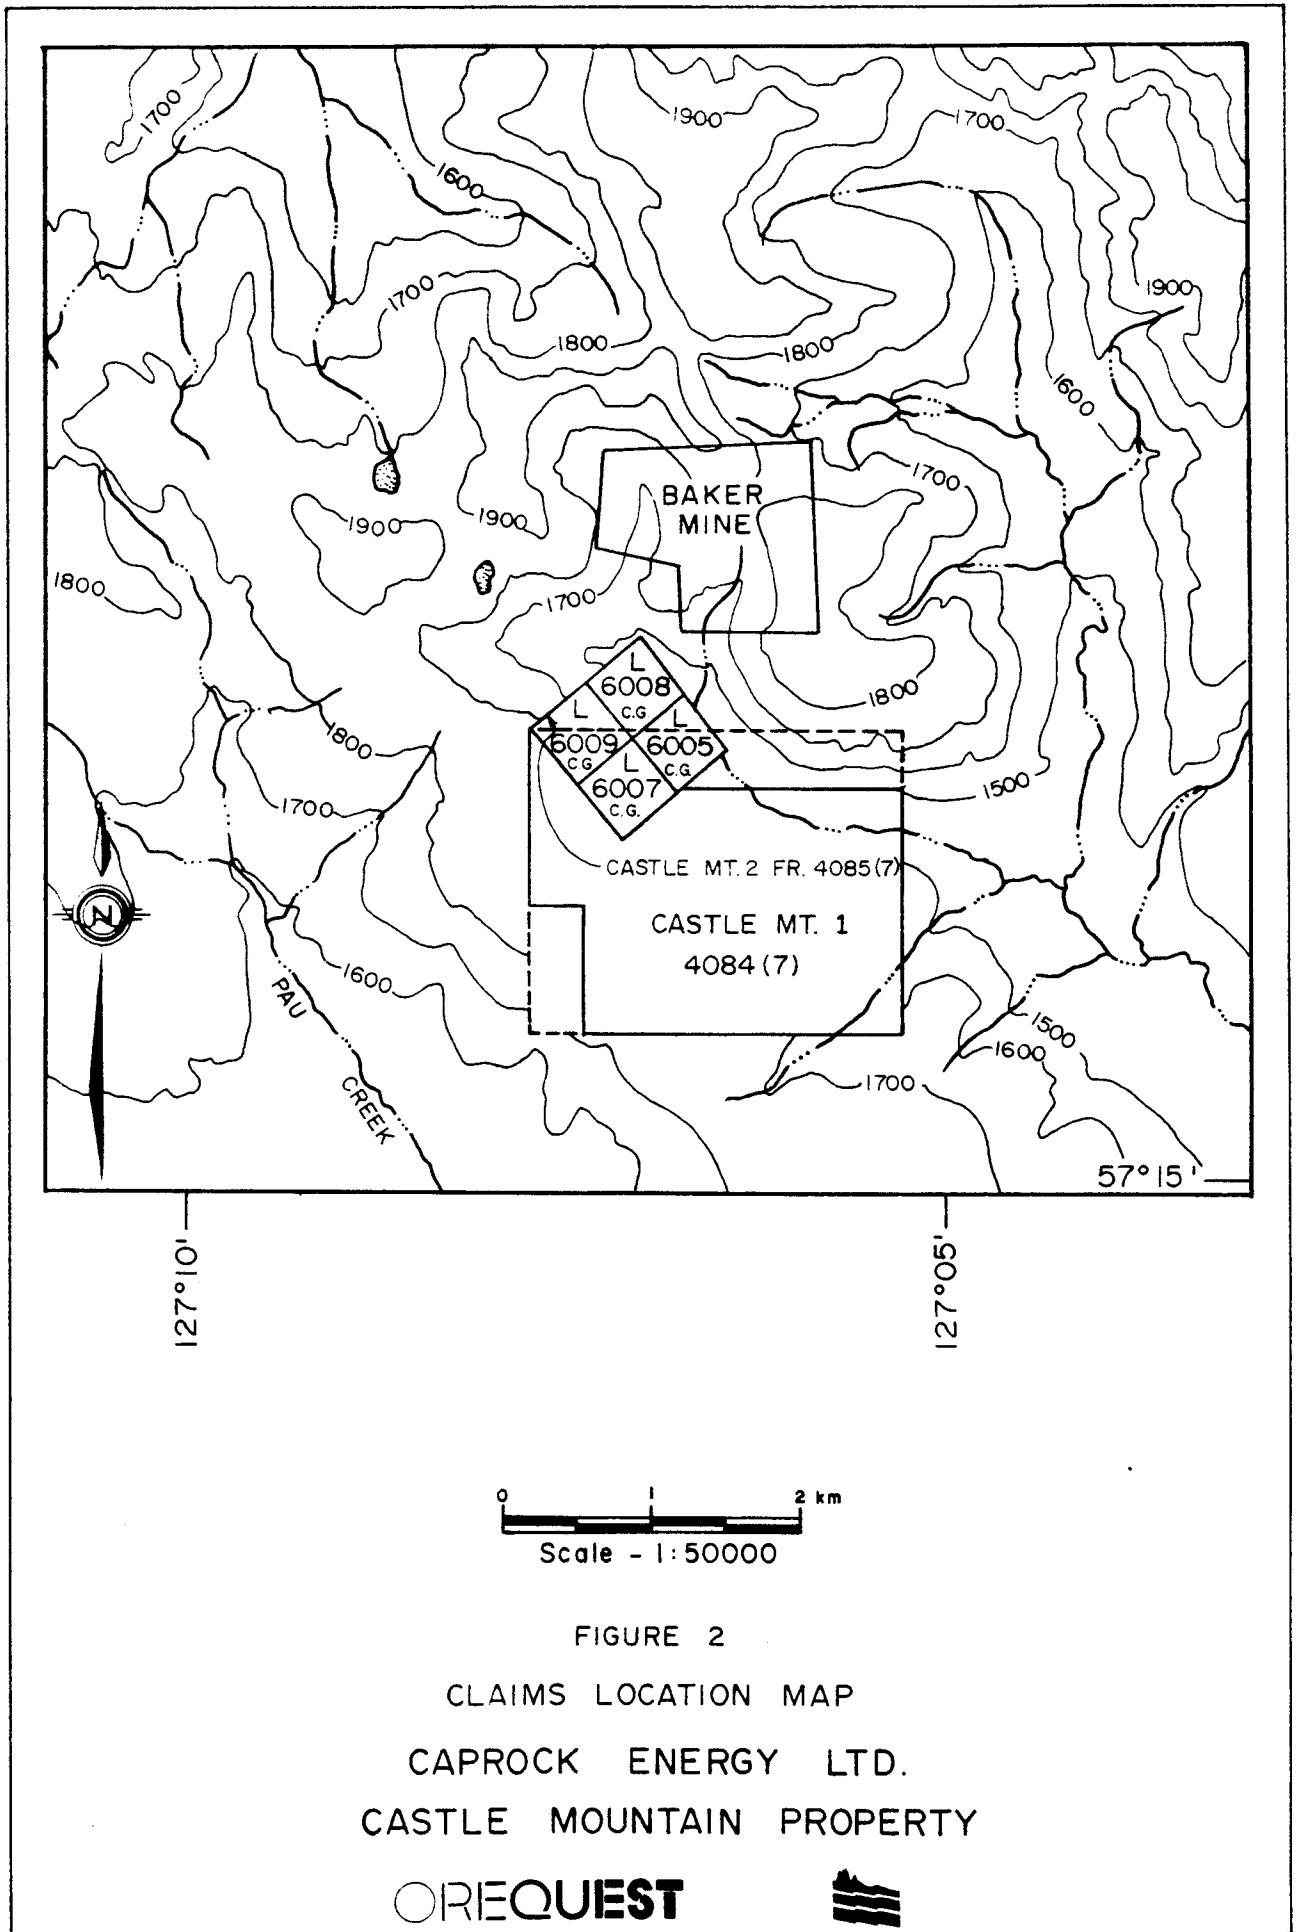 1700
1900
1700
1600
1700
1900
1800
1800
1600
1700
BAKER
MINE
1900
1900
1800
1700
L
6008
C.G
1800
L
L
6009
C.G
6005
C.G.
1800
L
6007
C.G.
1700
1500
CASTLE MT. 2 FR. 4085(7)
N
CASTLE MT. 1
4084(7)
1600
PAU
CREEK
1500
1600
1700
57°15'
127°10'
127°05'
0 1 2 km
Scale - 1:50000
FIGURE 2
CLAIMS LOCATION MAP
CAPROCK ENERGY LTD.
CASTLE MOUNTAIN PROPERTY
OREQUEST